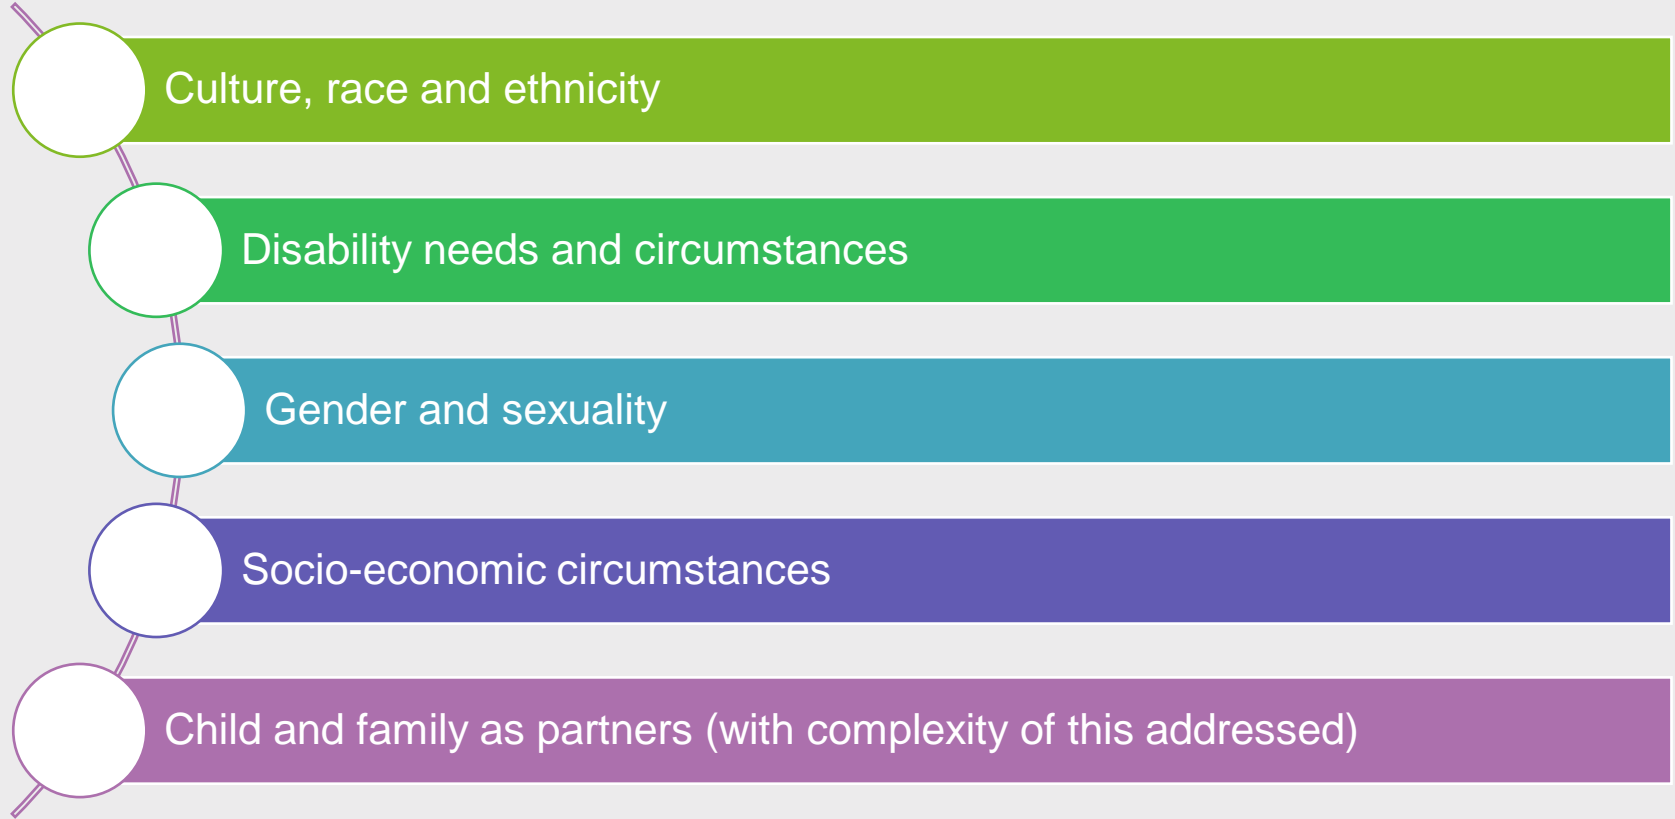 Culture, race and ethnicity
Disability needs and circumstances
Gender and sexuality
Socio-economic circumstances
Child and family as partners (with complexity of this addressed)